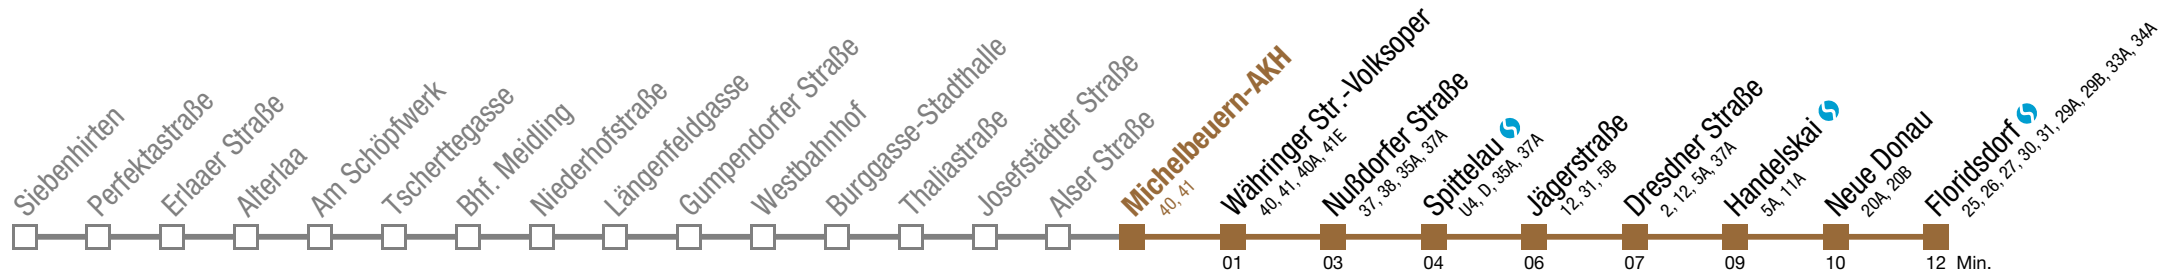 Siebenhirten
Perfektastraße
Erlaaer Straße
Alterlaa
Am Schöpfwerk
Tscherttegasse
Bhf. Meidling
Niederhofstraße
Längenfeldgasse
Gumpendorfer Straße
Westbahnhof
Burggasse-Stadthalle
Thaliastraße
Josefstädter Straße
Alser Straße
Michelbeuern-AKH
40, 41
Währinger Str.-Volksoper
40, 41, 40A, 41E
Nußdorfer Straße
37, 38, 35A, 37A
Spittelau
U4, D, 35A, 37A
Jägerstraße
12, 31, 5B
Dresdner Straße
2, 12, 5A, 37A
Handelskai
5A, 11A
Neue Donau
20A, 20B
Floridsdorf
25, 26, 27, 30, 31, 29A, 29B, 33A, 34A
01 03 04 06 07 09 10 12 Min.